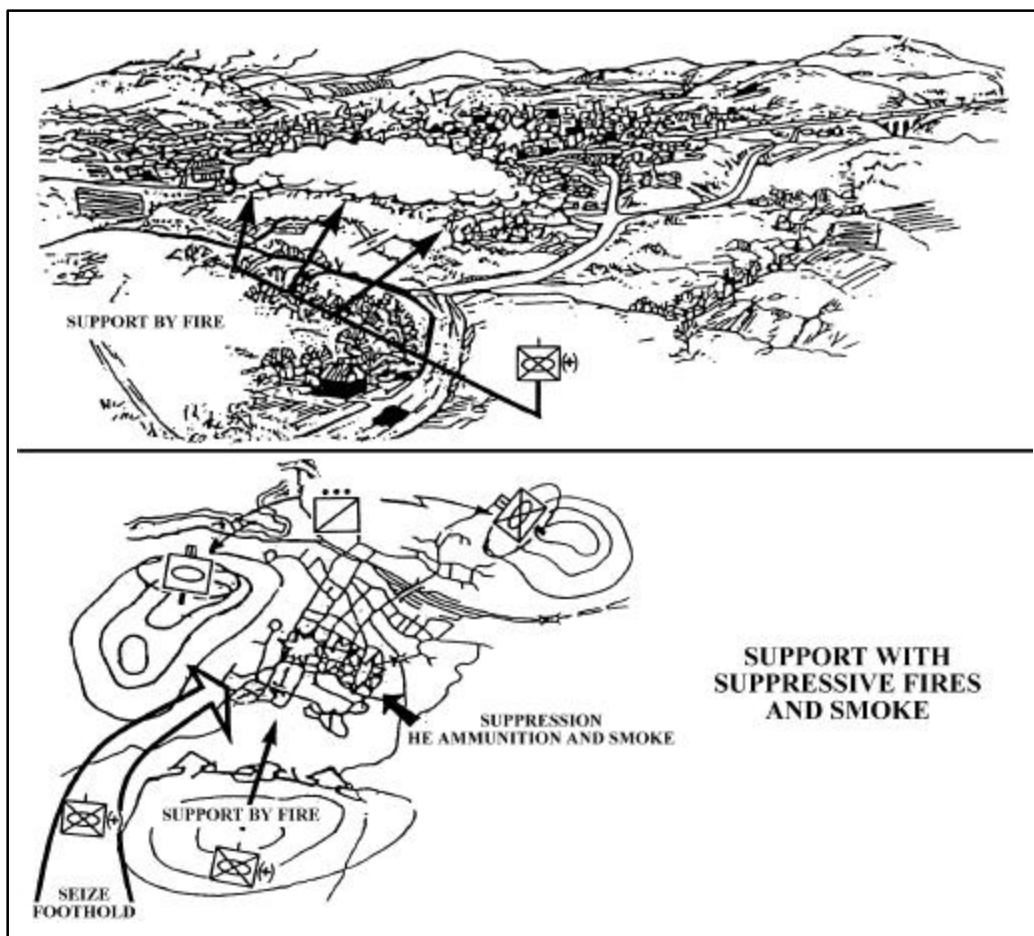 SUPPORT BY FIRE
(+)
SUPPORT WITH
SUPPRESSIVE FIRES
AND SMOKE
SUPPRESSION
HE AMMUNITION AND SMOKE
SUPPORT BY FIRE
(+)
(+)
SEIZE
FOOTHOLD